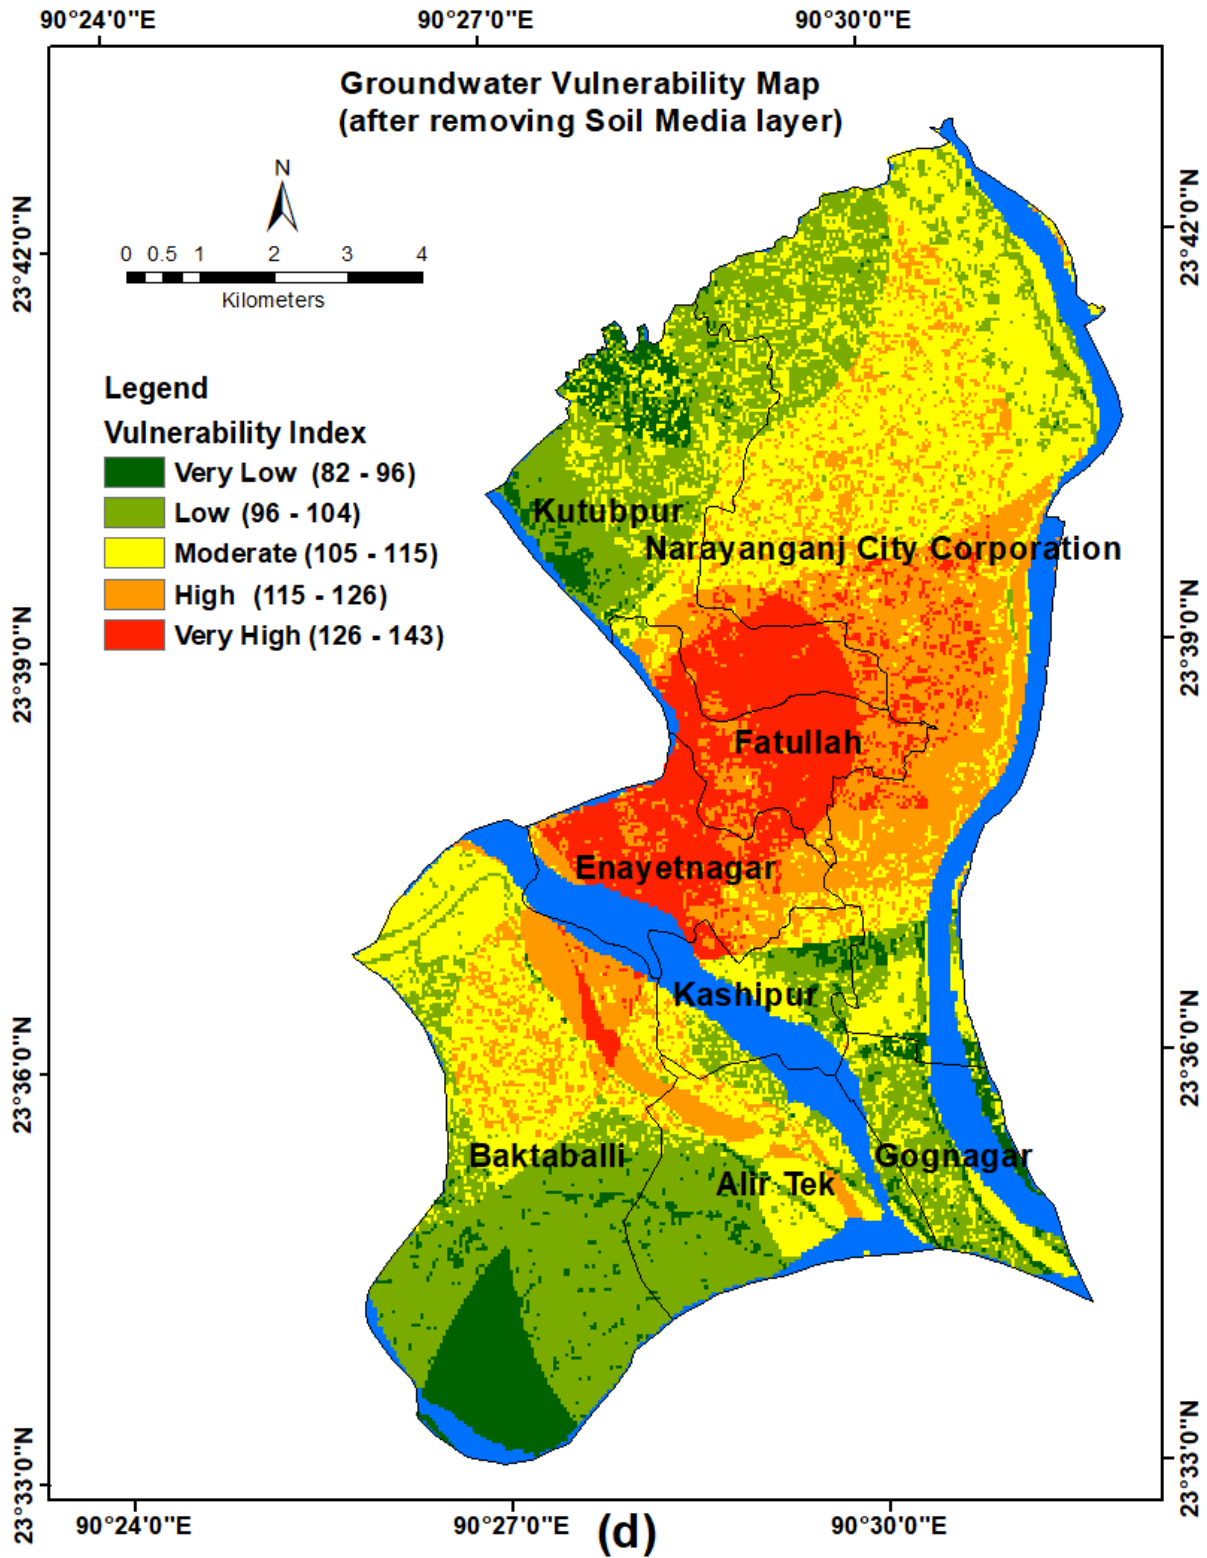 90°24'0"E 90°27'0"E 90°30'0"E
Groundwater Vulnerability Map
(after removing Soil Media layer)
N
0 0.5 1 2 3 4
Kilometers
23°42'0"N
23°42'0"N
Legend
Vulnerability Index
Very Low (82 - 96)
Low (96 - 104)
Moderate (105 - 115)
High (115 - 126)
Very High (126 - 143)
Kutubpur
Narayanganj City Corporation
23°39'0"N
23°39'0"N
Fatullah
Enayetnagar
Kashipur
23°36'0"N
23°36'0"N
Baktaballi
Gognagar
Alir Tek
23°33'0"N
23°33'0"N
90°24'0"E 90°27'0"E 90°30'0"E
(d)